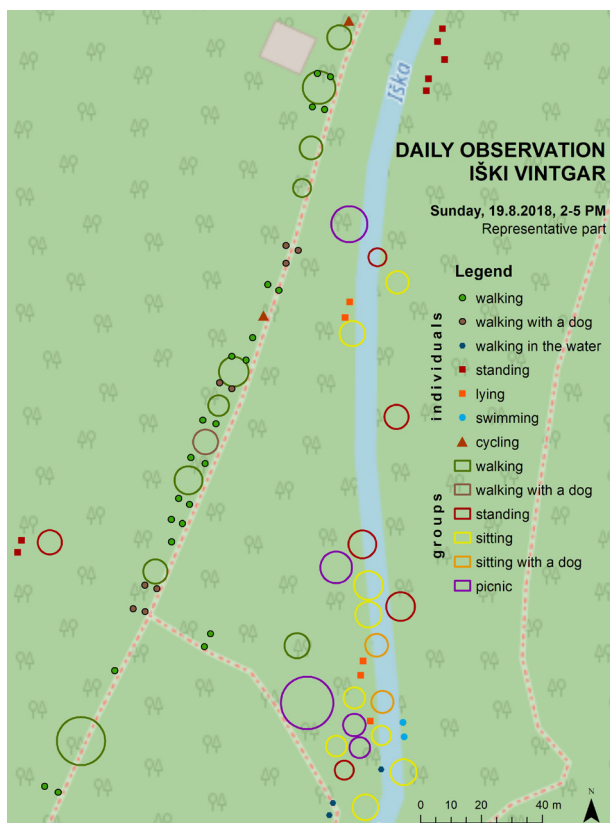 Iška
DAILY OBSERVATION
IŠKI VINTGAR
Sunday, 19.8.2018, 2-5 PM
Representative part
Legend
individuals
walking
walking with a dog
walking in the water
standing
lying
swimming
cycling
groups
walking
walking with a dog
standing
sitting
sitting with a dog
picnic
N
0 10 20 40 m